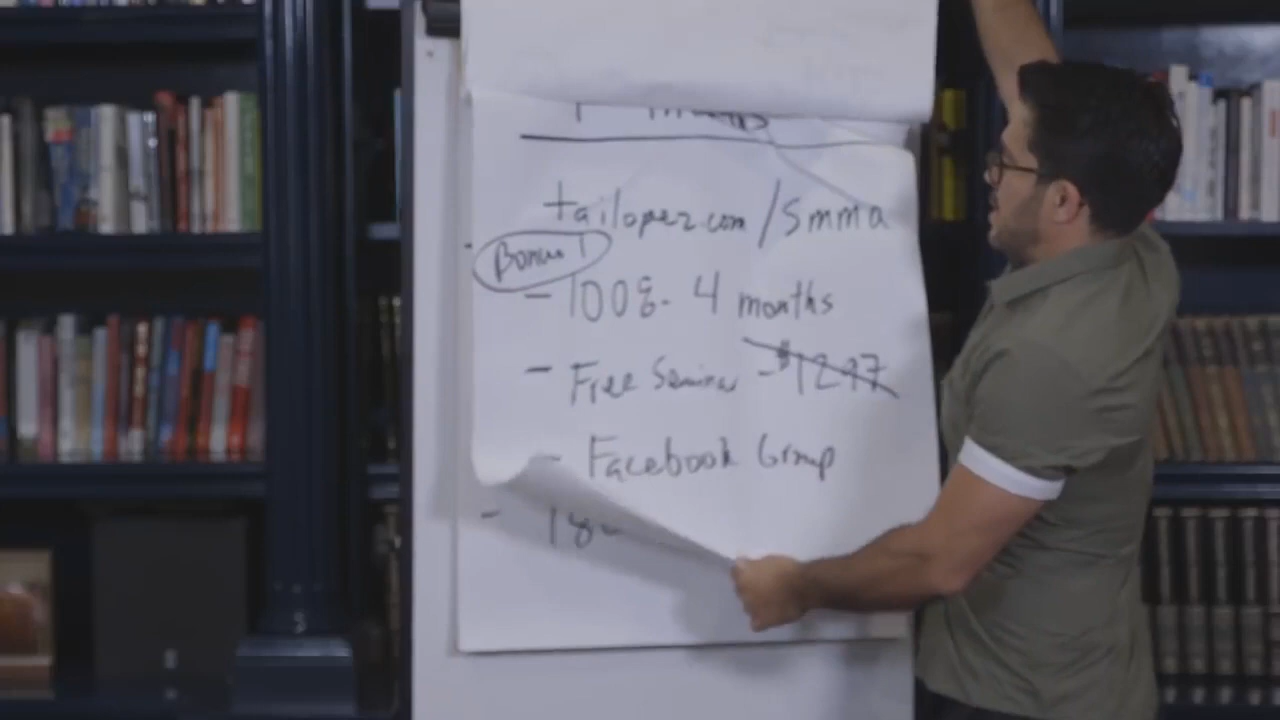 tailopez.com/Smma
Bonus!
- 100% - 4 months
- Free Seminar - $1297
- Facebook Group
-